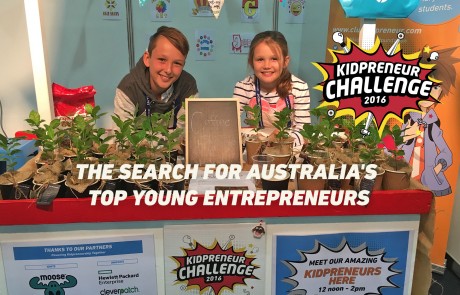 students.
KIDPRENEUR
CHALLENGE
2016
THE SEARCH FOR AUSTRALIA'S
TOP YOUNG ENTREPRENEURS
THANKS TO OUR PARTNERS
moose
Hewlett Packard
Enterprise
cleverpatch
KIDPRENEUR
CHALLENGE
2016
MEET OUR AMAZING
KIDPRENEURS
HERE
12 noon – 2pm